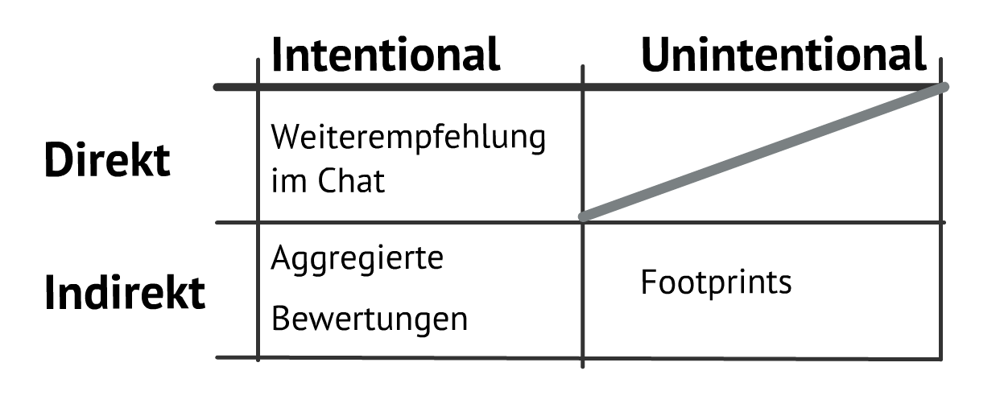 Intentional Unintentional
Direkt
Weiterempfehlung
im Chat
Indirekt
Aggregierte
Bewertungen
Footprints